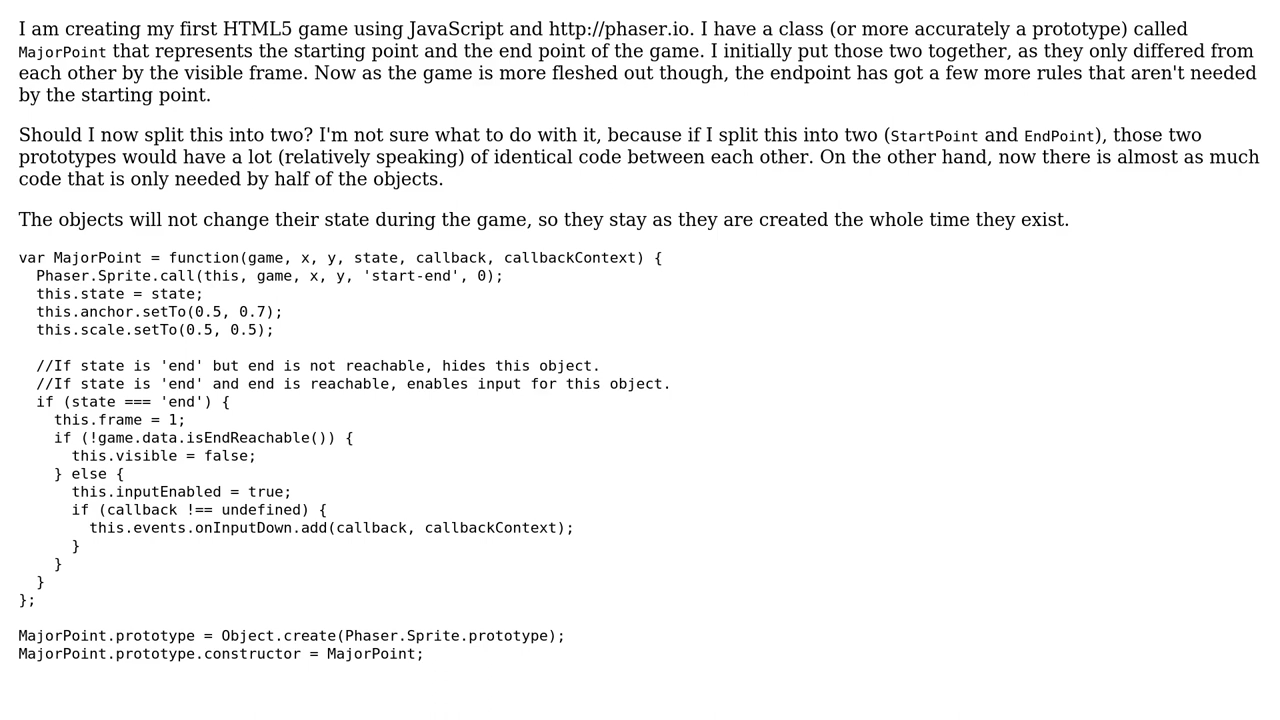 I am creating my first HTML5 game using JavaScript and http://phaser.io. I have a class (or more accurately a prototype) called
MajorPoint that represents the starting point and the end point of the game. I initially put those two together, as they only differed from
each other by the visible frame. Now as the game is more fleshed out though, the endpoint has got a few more rules that aren't needed
by the starting point.
Should I now split this into two? I'm not sure what to do with it, because if I split this into two (StartPoint and EndPoint), those two
prototypes would have a lot (relatively speaking) of identical code between each other. On the other hand, now there is almost as much
code that is only needed by half of the objects.
The objects will not change their state during the game, so they stay as they are created the whole time they exist.
var MajorPoint = function(game, x, y, state, callback, callbackContext) {
  Phaser.Sprite.call(this, game, x, y, 'start-end', 0);
  this.state = state;
  this.anchor.setTo(0.5, 0.7);
  this.scale.setTo(0.5, 0.5);
  //If state is 'end' but end is not reachable, hides this object.
  //If state is 'end' and end is reachable, enables input for this object.
  if (state === 'end') {
    this.frame = 1;
    if (!game.data.isEndReachable()) {
      this.visible = false;
    } else {
      this.inputEnabled = true;
      if (callback !== undefined) {
        this.events.onInputDown.add(callback, callbackContext);
      }
    }
  }
};
MajorPoint.prototype = Object.create(Phaser.Sprite.prototype);
MajorPoint.prototype.constructor = MajorPoint;